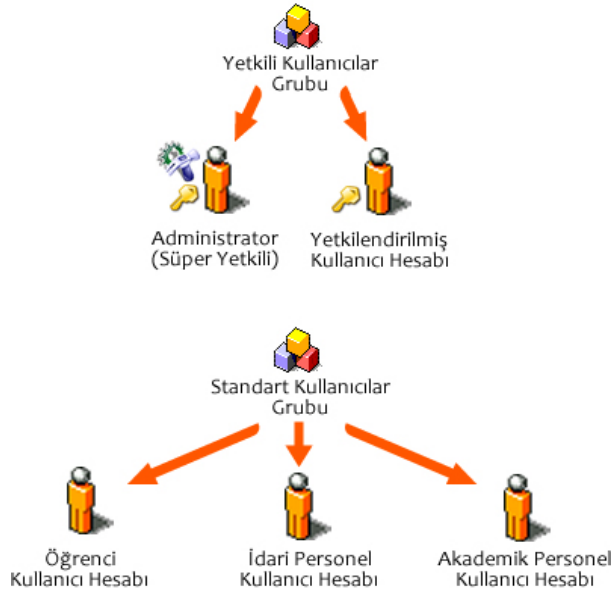 Yetkili Kullanıcılar
Grubu
Administrator
(Süper Yetkili)
Yetkilendirilmiş
Kullanıcı Hesabı
Standart Kullanıcılar
Grubu
Öğrenci
Kullanıcı Hesabı
İdari Personel
Kullanıcı Hesabı
Akademik Personel
Kullanıcı Hesabı